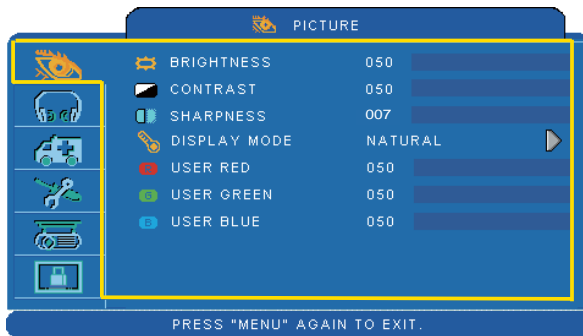 PICTURE
BRIGHTNESS 050
CONTRAST 050
SHARPNESS 007
DISPLAY MODE NATURAL
USER RED 050
G USER GREEN 050
B USER BLUE 050
PRESS "MENU" AGAIN TO EXIT.